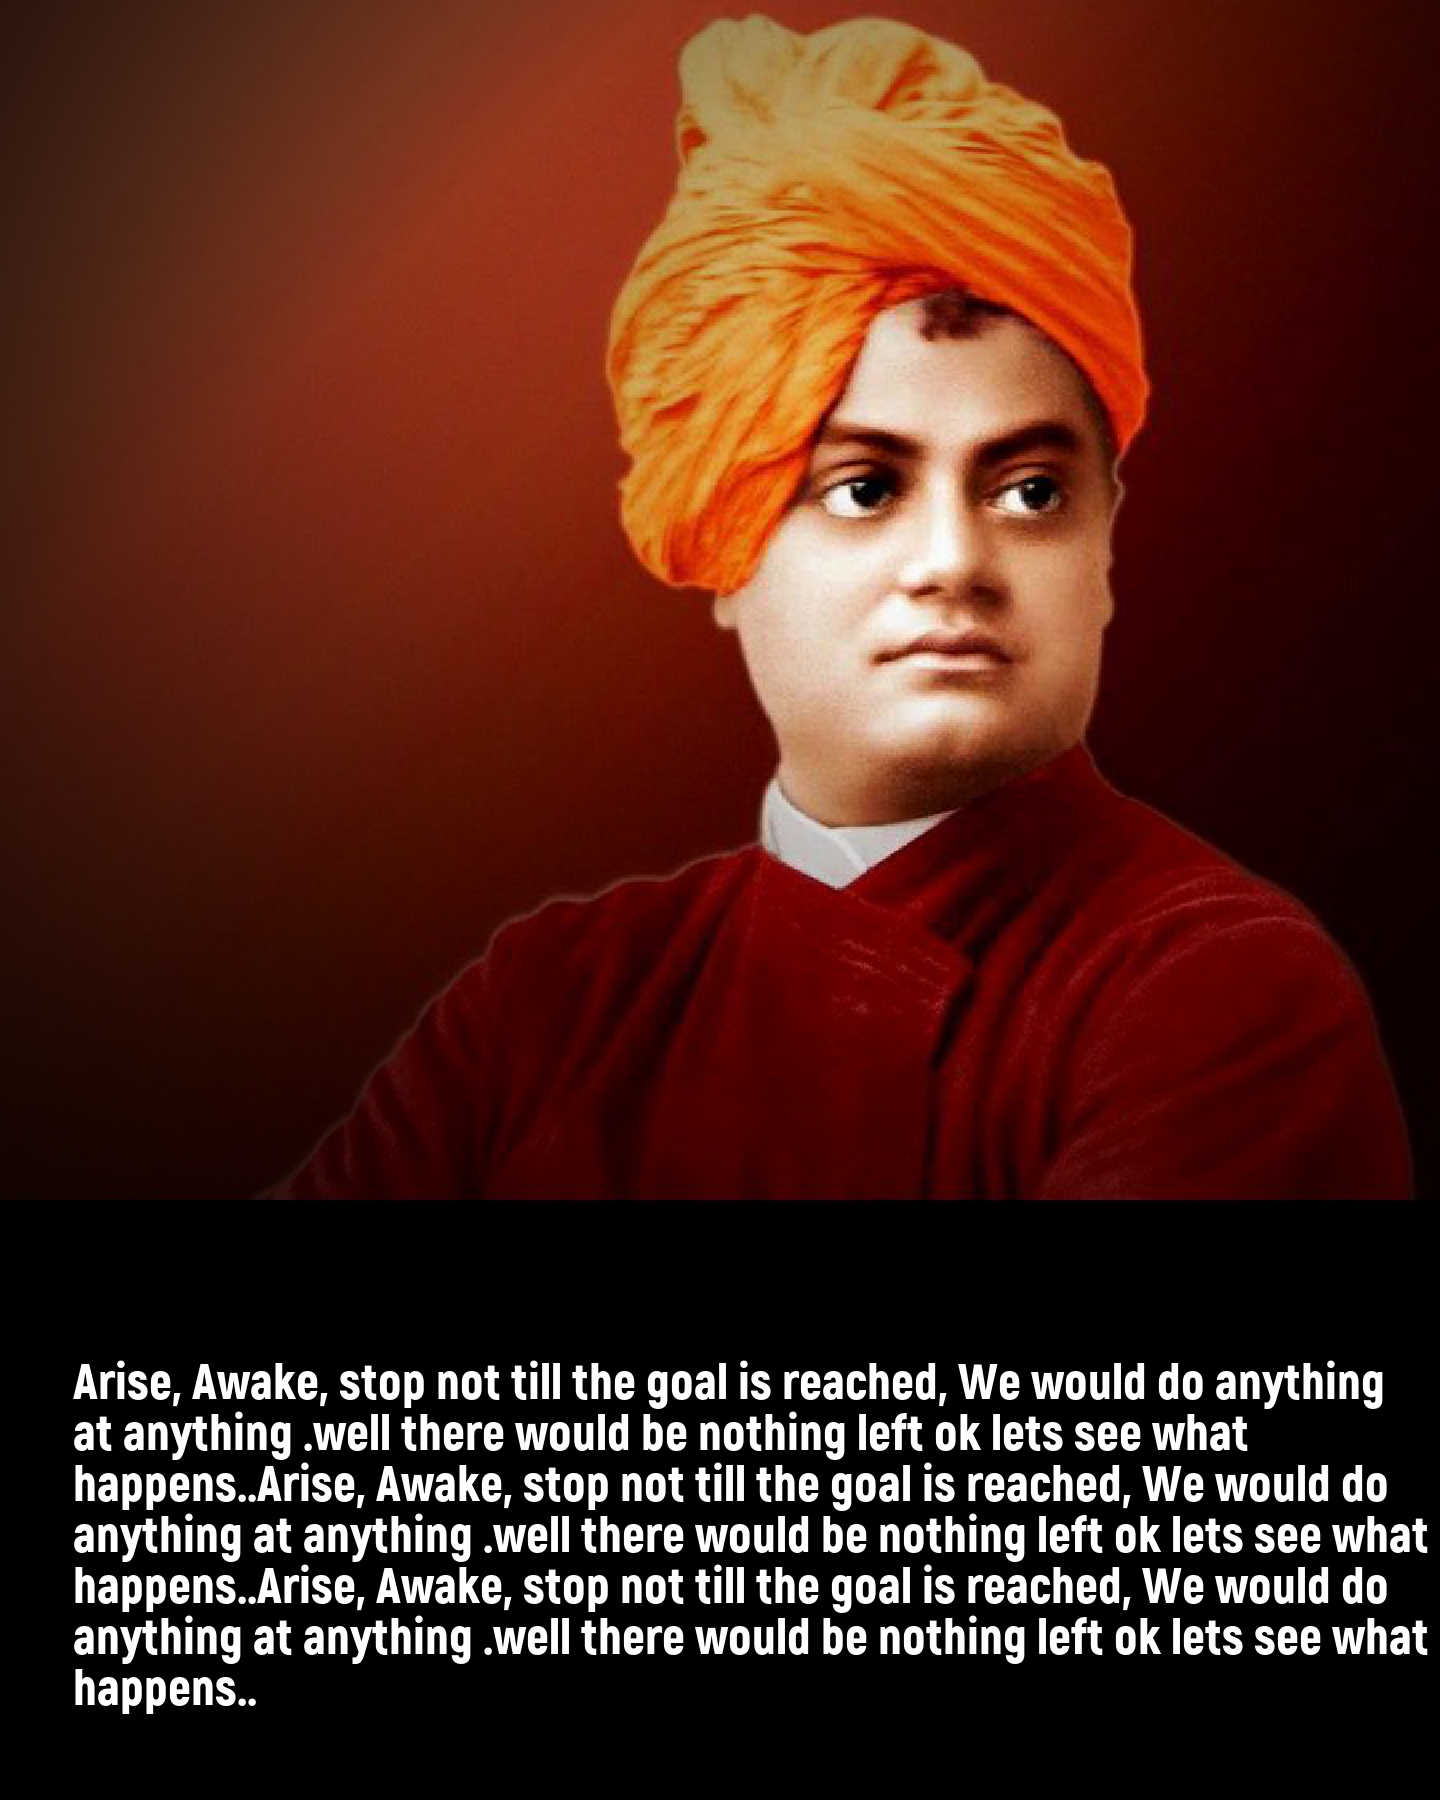 Arise, Awake, stop not till the goal is reached, We would do anything
at anything .well there would be nothing left ok lets see what
happens..Arise, Awake, stop not till the goal is reached, We would do
anything at anything .well there would be nothing left ok lets see what
happens..Arise, Awake, stop not till the goal is reached, We would do
anything at anything .well there would be nothing left ok lets see what
happens..